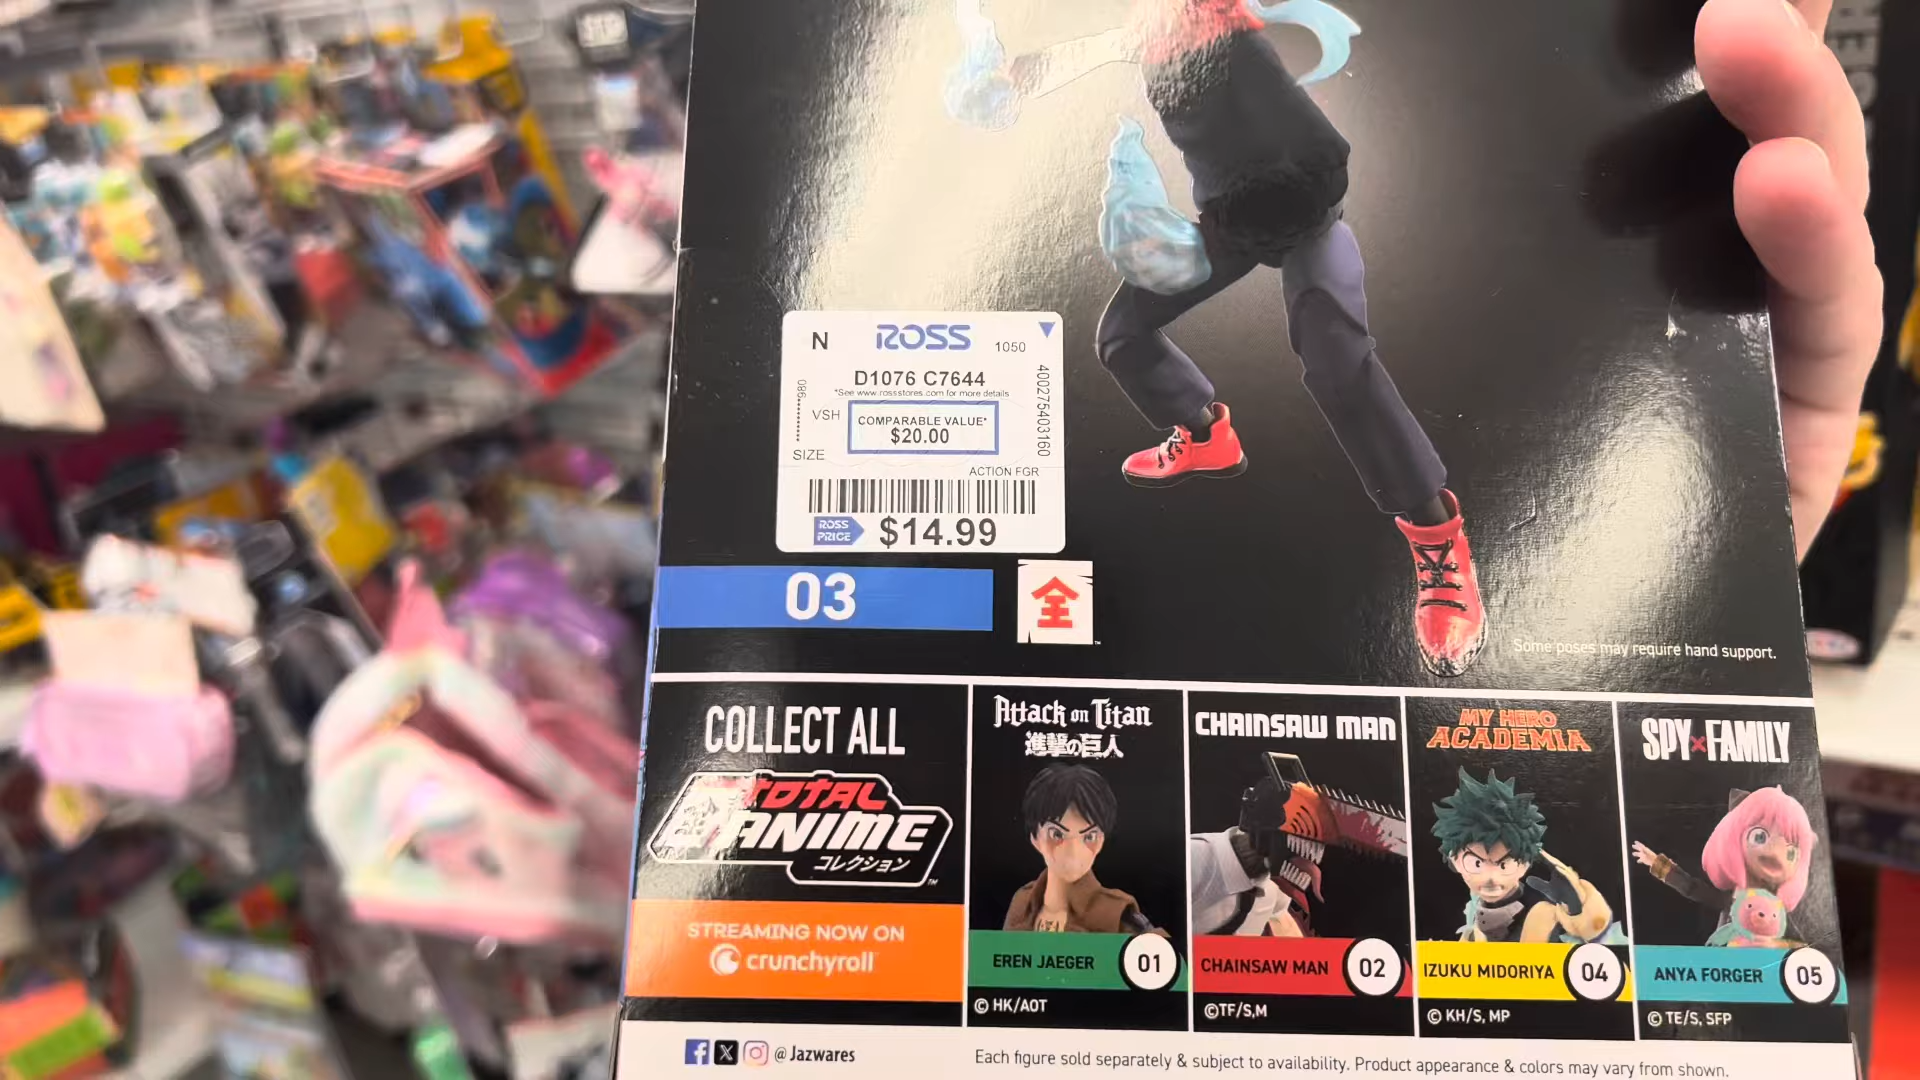 N
ROSS
1050
D1076 C7644
*See www.rossstores.com for more details
080
VSH
COMPARABLE VALUE*
$20.00
400275403160
SIZE
ACTION FGR
ROSS
PRICE
$14.99
03
全
TM
Some poses may require hand support.
COLLECT ALL
TOTAL
ANIME
コレクション
TM
STREAMING NOW ON
crunchyroll
Attack on Titan
進撃の巨人
EREN JAEGER
01
© HK/AOT
CHAINSAW MAN
CHAINSAW MAN
02
©TF/S,M
MY HERO
ACADEMIA
IZUKU MIDORIYA
04
© KH/S, MP
SPY×FAMILY
ANYA FORGER
05
© TE/S, SFP
@Jazwares
Each figure sold separately & subject to availability. Product appearance & colors may vary from shown.